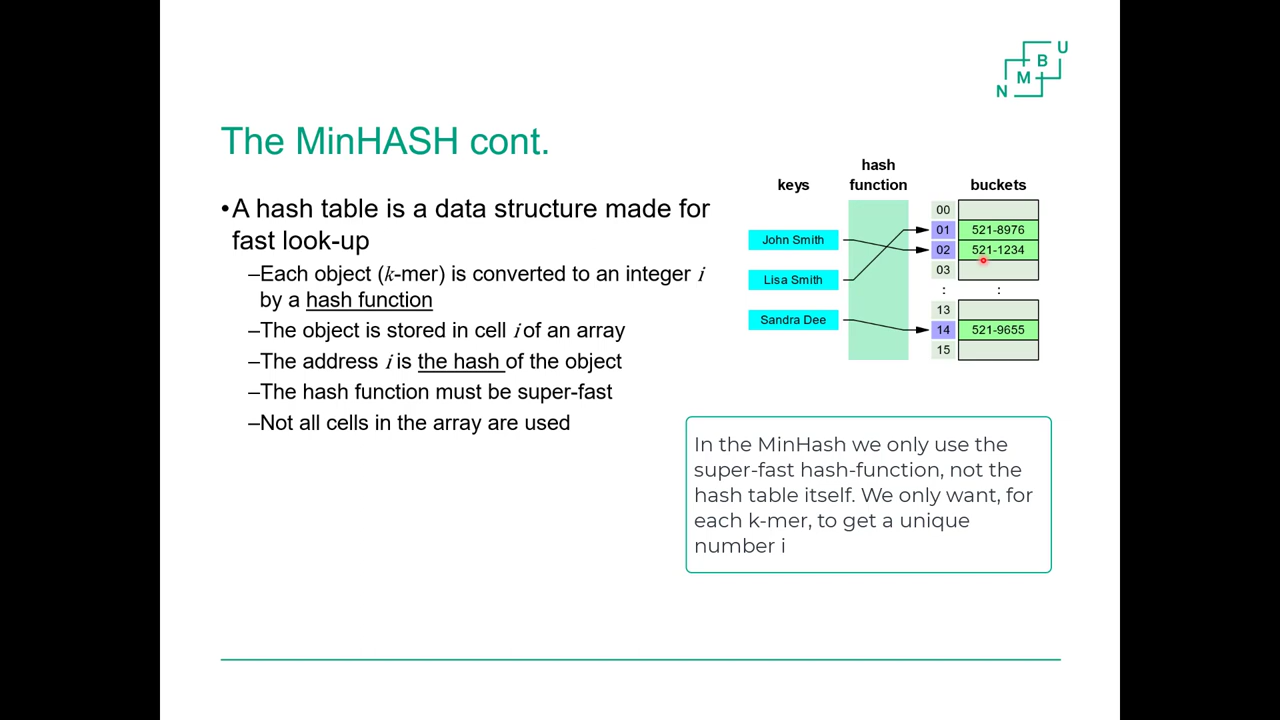 N M B U
The MinHASH cont.
•A hash table is a data structure made for
fast look-up
–Each object (k-mer) is converted to an integer i
by a hash function
–The object is stored in cell i of an array
–The address i is the hash of the object
–The hash function must be super-fast
–Not all cells in the array are used
keys
hash
function
buckets
John Smith
Lisa Smith
Sandra Dee
00
01 521-8976
02 521-1234
03
: :
13
14 521-9655
15
In the MinHash we only use the
super-fast hash-function, not the
hash table itself. We only want, for
each k-mer, to get a unique
number i